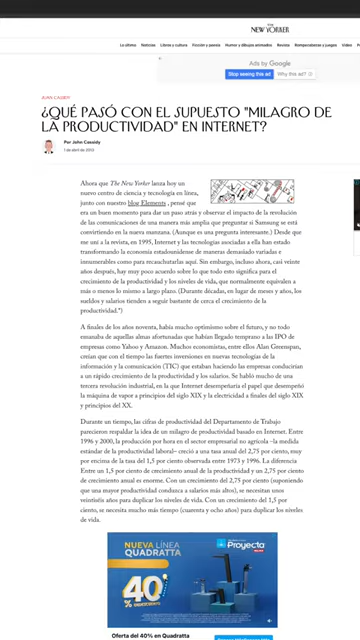 THE
NEW YORKER
Lo último Noticias Libros y cultura Ficción y poesía Humor y dibujos animados Revista Rompecabezas y juegos Video
Ads by Google
Stop seeing this ad Why this ad?
JOHN CASSIDY
¿QUÉ PASÓ CON EL SUPUESTO "MILAGRO DE
LA PRODUCTIVIDAD" EN INTERNET?
Por John Cassidy
1 de abril de 2013
Ahora que The New Yorker lanza hoy un
nuevo centro de ciencia y tecnología en línea,
junto con nuestro blog Elements , pensé que
era un buen momento para dar un paso atrás y observar el impacto de la revolución
de las comunicaciones de una manera más amplia que preguntar si Samsung se está
convirtiendo en la nueva manzana. (Aunque es una pregunta interesante.) Desde que
me uní a la revista, en 1995, Internet y las tecnologías asociadas a ella han estado
transformando la economía estadounidense de maneras demasiado variadas e
innumerables como para recauchutarlas aquí. Sin embargo, incluso ahora, casi veinte
años después, hay muy poco acuerdo sobre lo que todo esto significa para el
crecimiento de la productividad y los niveles de vida, que normalmente equivalen a
más o menos lo mismo a largo plazo. (Durante décadas, en lugar de meses y años, los
sueldos y salarios tienden a seguir bastante de cerca el crecimiento de la
productividad.*)
A finales de los años noventa, había mucho optimismo sobre el futuro, y no todo
emanaba de aquellas almas afortunadas que habían llegado temprano a las IPO de
empresas como Yahoo y Amazon. Muchos economistas, entre ellos Alan Greenspan,
creían que con el tiempo las fuertes inversiones en nuevas tecnologías de la
información y la comunicación (TIC) que estaban haciendo las empresas conducirían
a un rápido crecimiento de la productividad y los salarios. Se habló mucho de una
tercera revolución industrial, en la que Internet desempeñaría el papel que desempeñó
la máquina de vapor a principios del siglo XIX y la electricidad a finales del siglo XIX
y principios del XX.
Durante un tiempo, las cifras de productividad del Departamento de Trabajo
parecieron respaldar la idea de un milagro de productividad basado en Internet. Entre
1996 y 2000, la producción por hora en el sector empresarial no agrícola –la medida
estándar de la productividad laboral– creció a una tasa anual del 2,75 por ciento, muy
por encima de la tasa del 1,5 por ciento observada entre 1973 y 1996. La diferencia
Entre un 1,5 por ciento de crecimiento anual de la productividad y un 2,75 por ciento
de crecimiento anual es enorme. Con un crecimiento del 2,75 por ciento (suponiendo
que una mayor productividad conduzca a salarios más altos), se necesitan unos
veintiséis años para duplicar los niveles de vida. Con un crecimiento del 1,5 por
ciento, se necesita mucho más tiempo (cuarenta y ocho años) para duplicar los niveles
de vida.
NUEVA LÍNEA
QUADRATTA
Proyecta
40%
DESCUENTO
Oferta del 40% en Quadratta